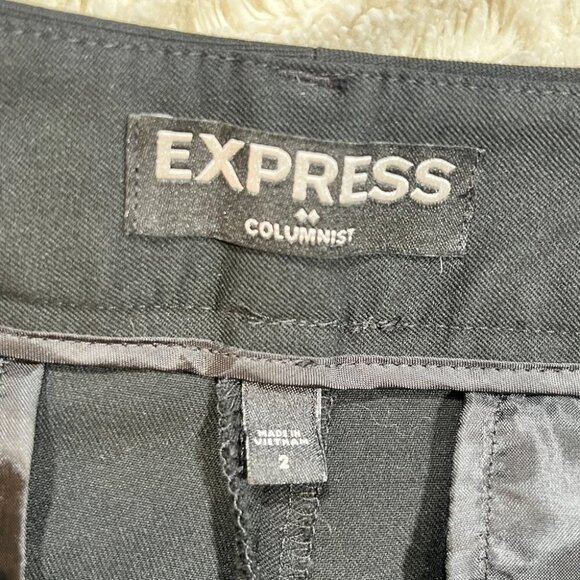 EXPRESS
COLUMNIST
MADE IN
VIETNAM
2